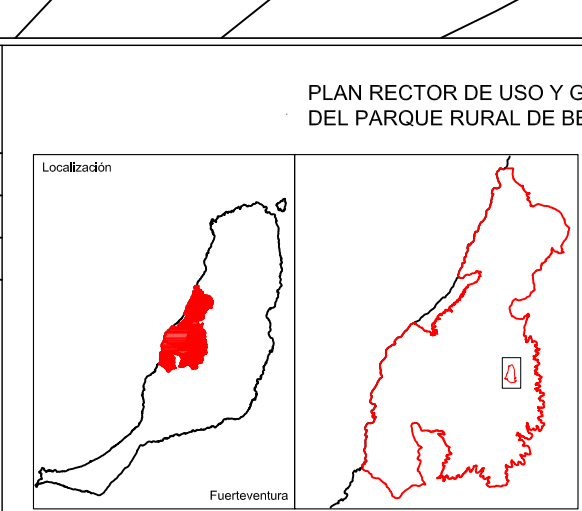 PLAN RECTOR DE USO Y G
DEL PARQUE RURAL DE BE
Localización
Fuerteventura